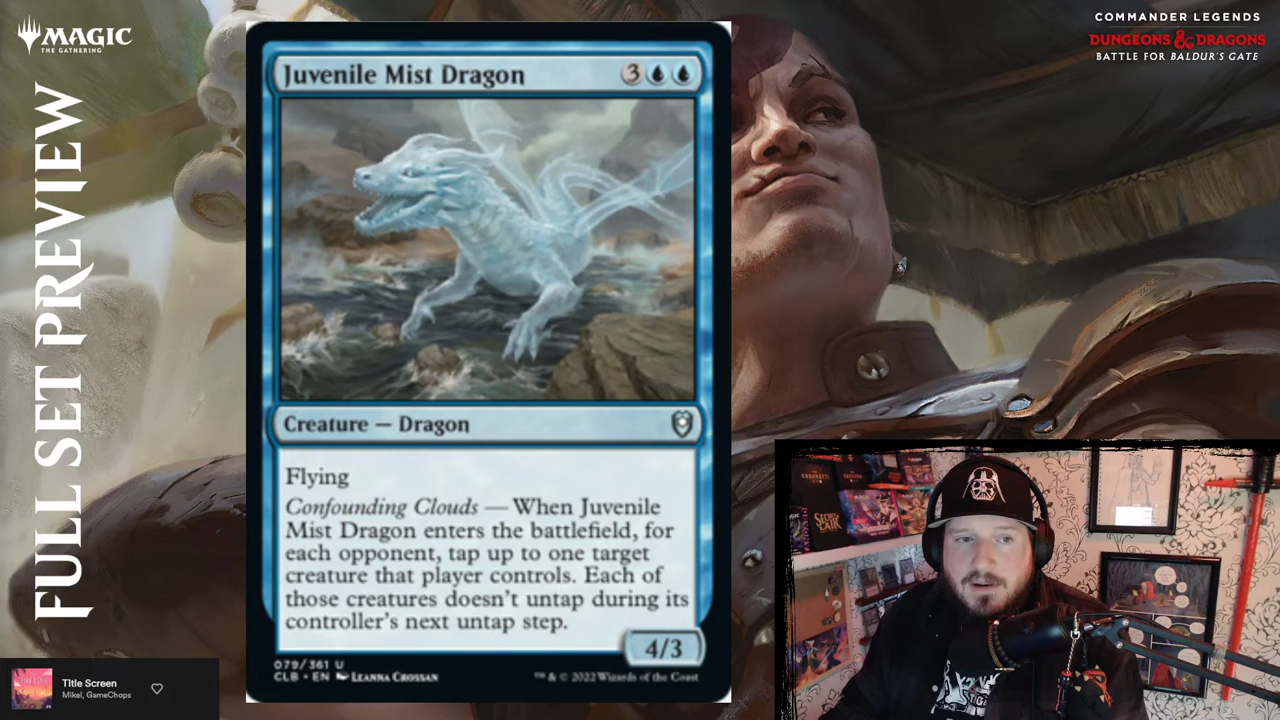 MAGIC
THE GATHERING
FULL SET PREVIEW
COMMANDER LEGENDS
DUNGEONS & DRAGONS
BATTLE FOR BALDUR'S GATE
Juvenile Mist Dragon
3
Creature — Dragon
Flying
Confounding Clouds — When Juvenile
Mist Dragon enters the battlefield, for
each opponent, tap up to one target
creature that player controls. Each of
those creatures doesn't untap during its
controller's next untap step.
4/3
079/361 U
CLB • EN LEANNA CROSSAN
™ & © 2022 Wizards of the Coast
Title Screen
Mikel, GameChops
SECRET
LAIR